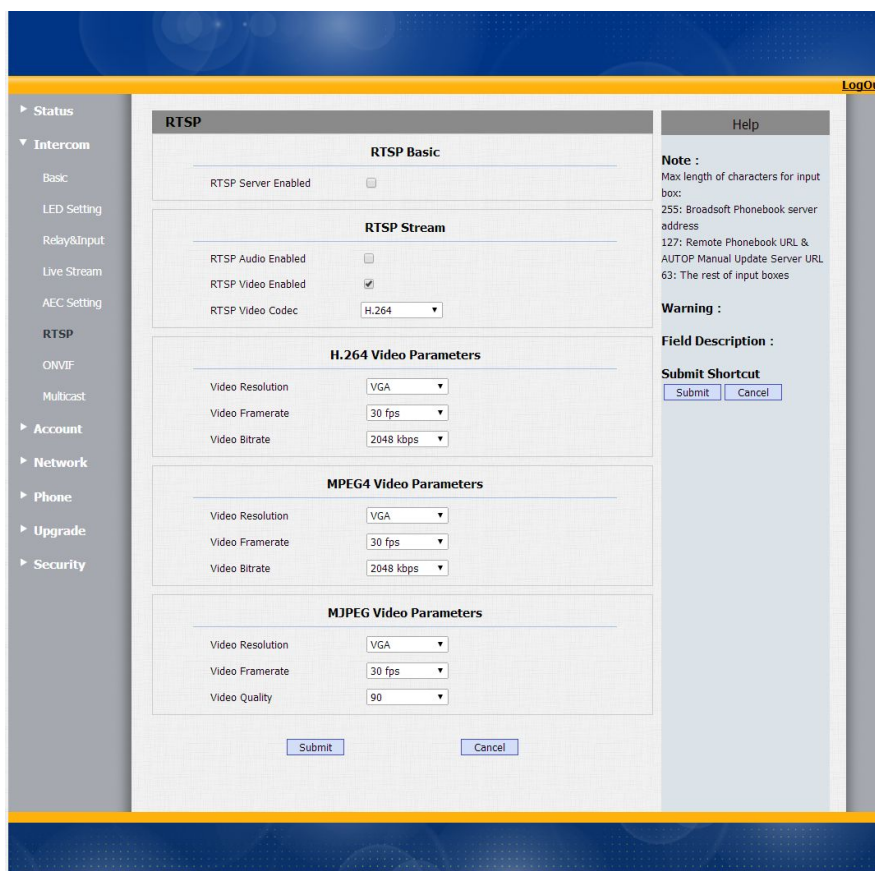 LogOu
Status
Intercom
Basic
LED Setting
Relay&Input
Live Stream
AEC Setting
RTSP
ONVIF
Multicast
Account
Network
Phone
Upgrade
Security
RTSP
RTSP Basic
RTSP Server Enabled
RTSP Stream
RTSP Audio Enabled
RTSP Video Enabled
RTSP Video Codec H.264
H.264 Video Parameters
Video Resolution VGA
Video Framerate 30 fps
Video Bitrate 2048 kbps
MPEG4 Video Parameters
Video Resolution VGA
Video Framerate 30 fps
Video Bitrate 2048 kbps
MJPEG Video Parameters
Video Resolution VGA
Video Framerate 30 fps
Video Quality 90
Submit Cancel
Help
Note :
Max length of characters for input
box:
255: Broadsoft Phonebook server
address
127: Remote Phonebook URL &
AUTOP Manual Update Server URL
63: The rest of input boxes
Warning :
Field Description :
Submit Shortcut
Submit Cancel